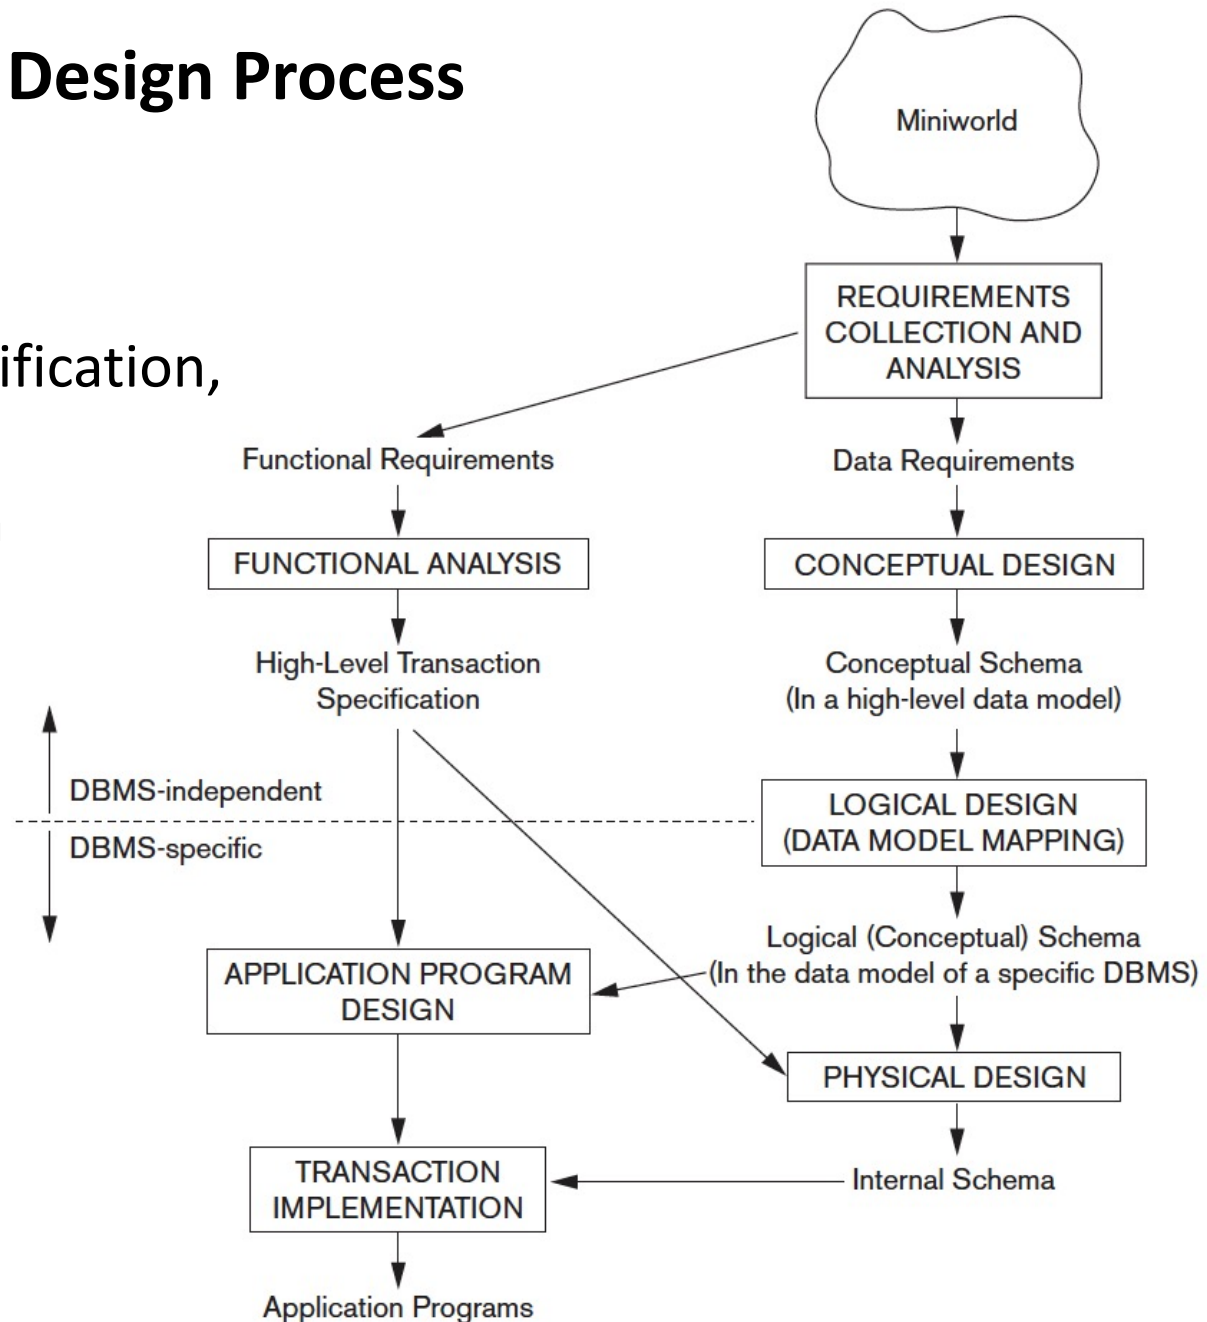 Design Process
Miniworld
REQUIREMENTS
COLLECTION AND
ANALYSIS
ification,
Functional Requirements
Data Requirements
FUNCTIONAL ANALYSIS
CONCEPTUAL DESIGN
High-Level Transaction
Specification
Conceptual Schema
(In a high-level data model)
DBMS-independent
DBMS-specific
LOGICAL DESIGN
(DATA MODEL MAPPING)
Logical (Conceptual) Schema
(In the data model of a specific DBMS)
APPLICATION PROGRAM
DESIGN
PHYSICAL DESIGN
TRANSACTION
IMPLEMENTATION
Internal Schema
Application Programs